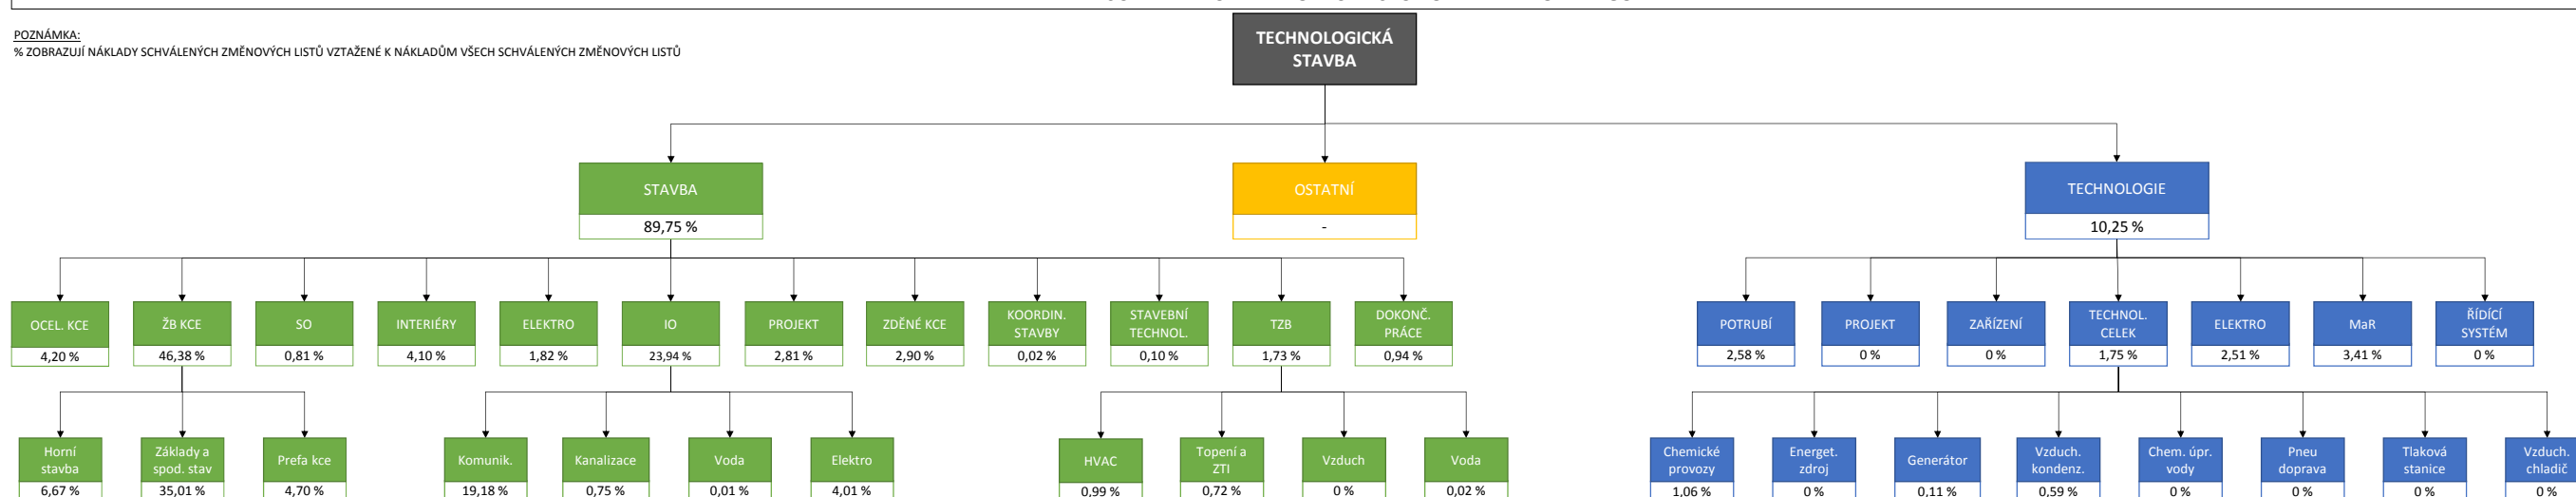 POZNÁMKA:
% ZOBRAZUJÍ NÁKLADY SCHVÁLENÝCH ZMĚNOVÝCH LISTŮ VZTAŽENÉ K NÁKLADŮM VŠECH SCHVÁLENÝCH ZMĚNOVÝCH LISTŮ
TECHNOLOGICKÁ
STAVBA
STAVBA
89,75 %
OSTATNÍ
-
TECHNOLOGIE
10,25 %
OCEL. KCE
4,20 %
ŽB KCE
46,38 %
SO
0,81 %
INTERIÉRY
4,10 %
ELEKTRO
1,82 %
IO
23,94 %
PROJEKT
2,81 %
ZDĚNÉ KCE
2,90 %
KOORDIN.
STAVBY
0,02 %
STAVEBNÍ
TECHNOL.
0,10 %
TZB
1,73 %
DOKONČ.
PRÁCE
0,94 %
POTRUBÍ
2,58 %
PROJEKT
0 %
ZAŘÍZENÍ
0 %
TECHNOL.
CELEK
1,75 %
ELEKTRO
2,51 %
MaR
3,41 %
ŘÍDÍCÍ
SYSTÉM
0 %
Horní
stavba
6,67 %
Základy a
spod. stav
35,01 %
Prefa kce
4,70 %
Komunik.
19,18 %
Kanalizace
0,75 %
Voda
0,01 %
Elektro
4,01 %
HVAC
0,99 %
Topení a
ZTI
0,72 %
Vzduch
0 %
Voda
0,02 %
Chemické
provozy
1,06 %
Energet.
zdroj
0 %
Generátor
0,11 %
Vzduch.
kondenz.
0,59 %
Chem. úpr.
vody
0 %
Pneu
doprava
0 %
Tlaková
stanice
0 %
Vzduch.
chladič
0 %